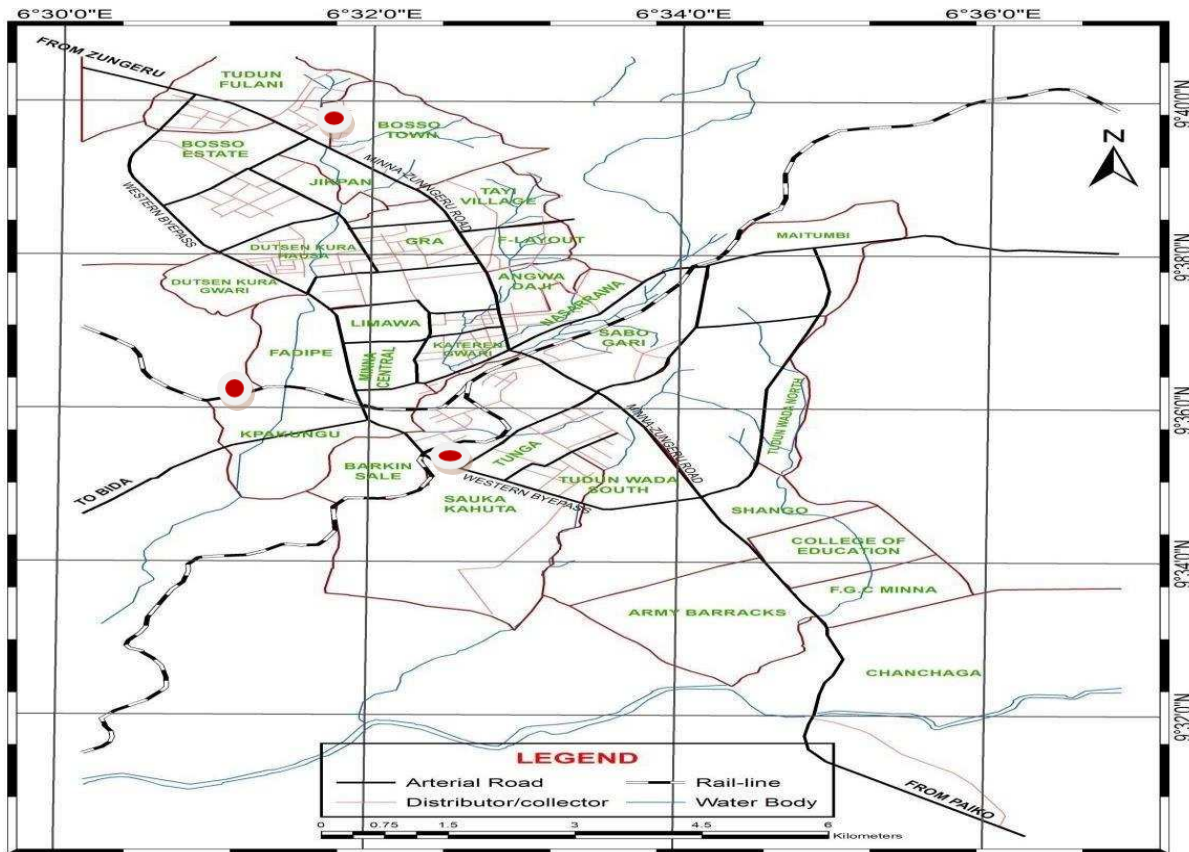 6°30'0"E
6°32'0"E
6°34'0"E
6°36'0"E
FROM ZUNGERU
TUDUN
FULANI
9°40'0"N
BOSSO
TOWN
BOSSO
ESTATE
N
MINNA-ZUNNGERU ROAD
JIKPAN
WESTERN BYEPASS
TAYI
VILLAGE
GRA
F-LAYOUT
MAITUMBI
DUTSEN KURA
HAUSA
9°38'0"N
DUTSEN KURA
GWARI
ANGWA
DAJI
NASARRAWA
LIMAWA
SABO
GARI
KATEREN
GWARI
FADIPE
MINNA
CENTRAL
9°36'0"N
TUDUN WADA NORTH
MINNA-ZUNGERU ROAD
KPAKUNGU
TUNGA
BARKIN
SALE
TO BIDA
WESTERN BYEPASS
TUDUN WADA
SOUTH
SAUKA
KAHUTA
SHANGO
COLLEGE OF
EDUCATION
9°34'0"N
F.G.C MINNA
ARMY BARRACKS
CHANCHAGA
9°32'0"N
LEGEND
Arterial Road
Rail-line
Distributor/collector
Water Body
FROM PAIKO
0 0.75 1.5 3 4.5 6
Kilometers